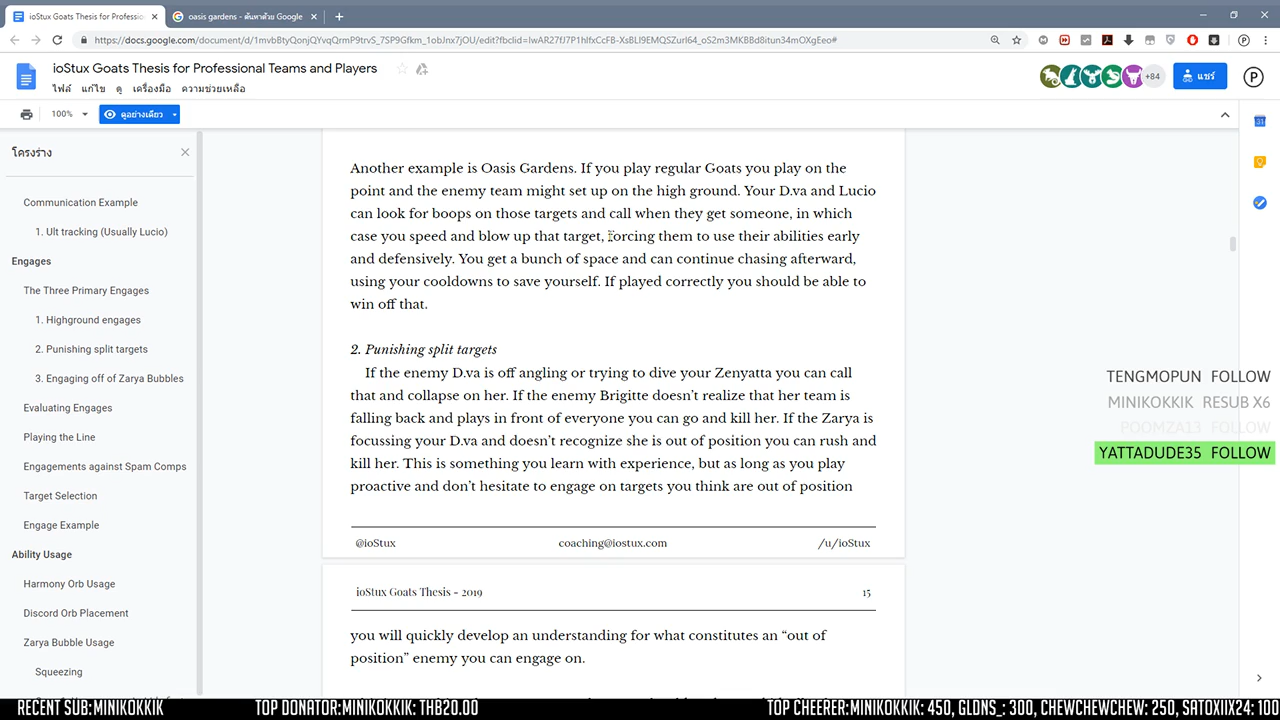 ioStux Goats Thesis for Professio
oasis gardens - ค้นหาด้วย Google
ioStux Goats Thesis for Professional Teams and Players
ไฟล์ แก้ไข ดู เครื่องมือ ความช่วยเหลือ
+84
แชร์
P
100%
ดูอย่างเดียว
โครงร่าง
Communication Example
1. Ult tracking (Usually Lucio)
Engages
The Three Primary Engages
1. Highground engages
2. Punishing split targets
3. Engaging off of Zarya Bubbles
Evaluating Engages
Playing the Line
Engagements against Spam Comps
Target Selection
Engage Example
Ability Usage
Harmony Orb Usage
Discord Orb Placement
Zarya Bubble Usage
Squeezing
Another example is Oasis Gardens. If you play regular Goats you play on the
point and the enemy team might set up on the high ground. Your D.va and Lucio
can look for boops on those targets and call when they get someone, in which
case you speed and blow up that target, forcing them to use their abilities early
and defensively. You get a bunch of space and can continue chasing afterward,
using your cooldowns to save yourself. If played correctly you should be able to
win off that.
2. Punishing split targets
If the enemy D.va is off angling or trying to dive your Zenyatta you can call
that and collapse on her. If the enemy Brigitte doesn't realize that her team is
falling back and plays in front of everyone you can go and kill her. If the Zarya is
focussing your D.va and doesn't recognize she is out of position you can rush and
kill her. This is something you learn with experience, but as long as you play
proactive and don't hesitate to engage on targets you think are out of position
@ioStux coaching@iostux.com /u/ioStux
ioStux Goats Thesis - 2019 15
you will quickly develop an understanding for what constitutes an “out of
position” enemy you can engage on.
TENGMOPUN FOLLOW
MINIKOKKIK RESUB X6
POOMZA13 FOLLOW
YATTADUDE35 FOLLOW
RECENT SUB:MINIKOKKIK TOP DONATOR:MINIKOKKIK: THB20.00 TOP CHEERER:MINIKOKKIK: 450, GLDNS_: 300, CHEWCHEWCHEW: 250, SATOXIIX24: 100